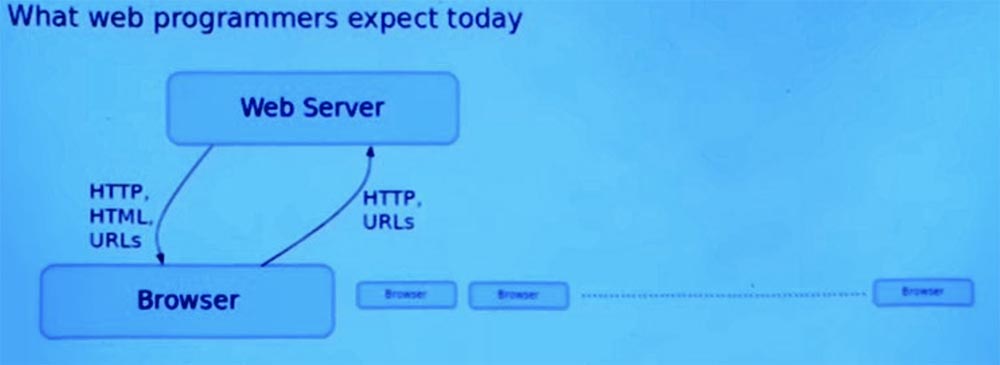 What web programmers expect today
Web Server
HTTP,
HTML,
URLs
HTTP,
URLs
Browser
Browser
Browser
Browser